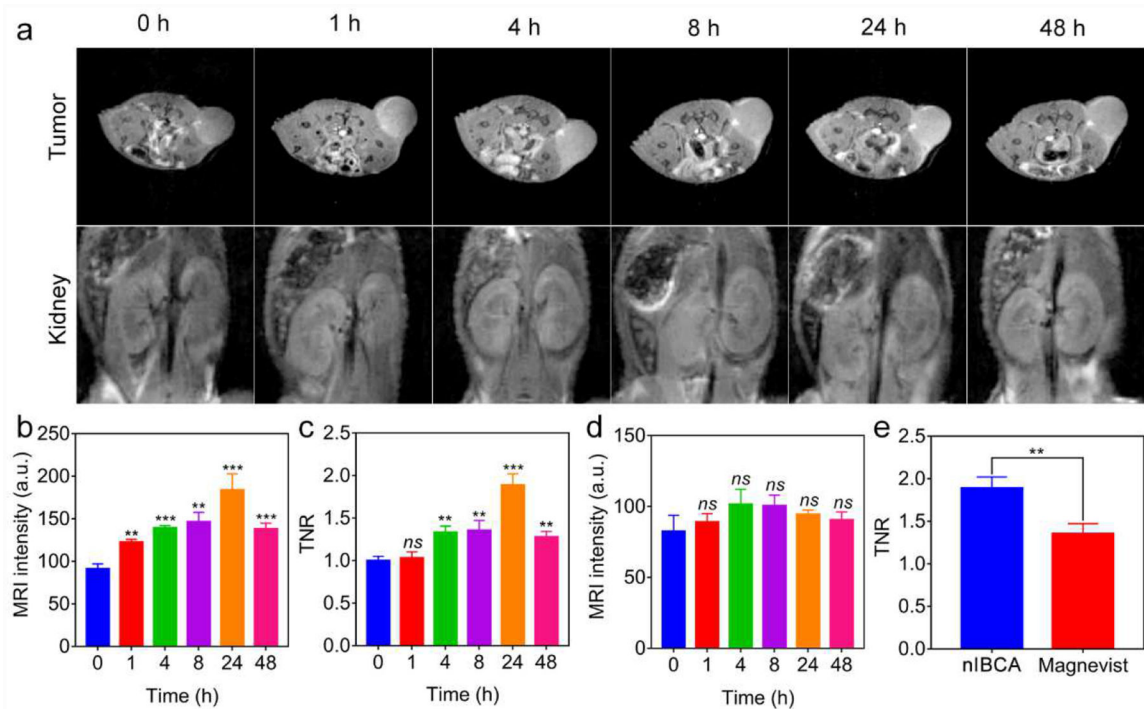 a
0 h 1 h 4 h 8 h 24 h 48 h
Tumor
Kidney
b
MRI intensity (a.u.)
250
200
150
100
50
0
** *** ** *** ***
0 1 4 8 24 48
Time (h)
c
TNR
2.5
2.0
1.5
1.0
0.5
0.0
ns ** ** *** **
0 1 4 8 24 48
Time (h)
d
MRI intensity (a.u.)
150
100
50
0
ns ns ns ns ns
0 1 4 8 24 48
Time (h)
e
TNR
2.5
2.0
1.5
1.0
0.5
0.0
**
nIBCA Magnevist